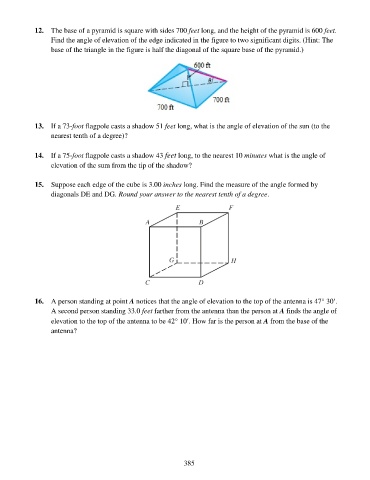 12. The base of a pyramid is square with sides 700 feet long, and the height of the pyramid is 600 feet.
Find the angle of elevation of the edge indicated in the figure to two significant digits. (Hint: The
base of the triangle in the figure is half the diagonal of the square base of the pyramid.)
600 ft
θ
700 ft
700 ft
13. If a 73-foot flagpole casts a shadow 51 feet long, what is the angle of elevation of the sun (to the
nearest tenth of a degree)?
14. If a 75-foot flagpole casts a shadow 43 feet long, to the nearest 10 minutes what is the angle of
elevation of the sum from the tip of the shadow?
15. Suppose each edge of the cube is 3.00 inches long. Find the measure of the angle formed by
diagonals DE and DG. Round your answer to the nearest tenth of a degree.
E F
A B
G H
C D
16. A person standing at point A notices that the angle of elevation to the top of the antenna is 47° 30'.
A second person standing 33.0 feet farther from the antenna than the person at A finds the angle of
elevation to the top of the antenna to be 42° 10'. How far is the person at A from the base of the
antenna?
385